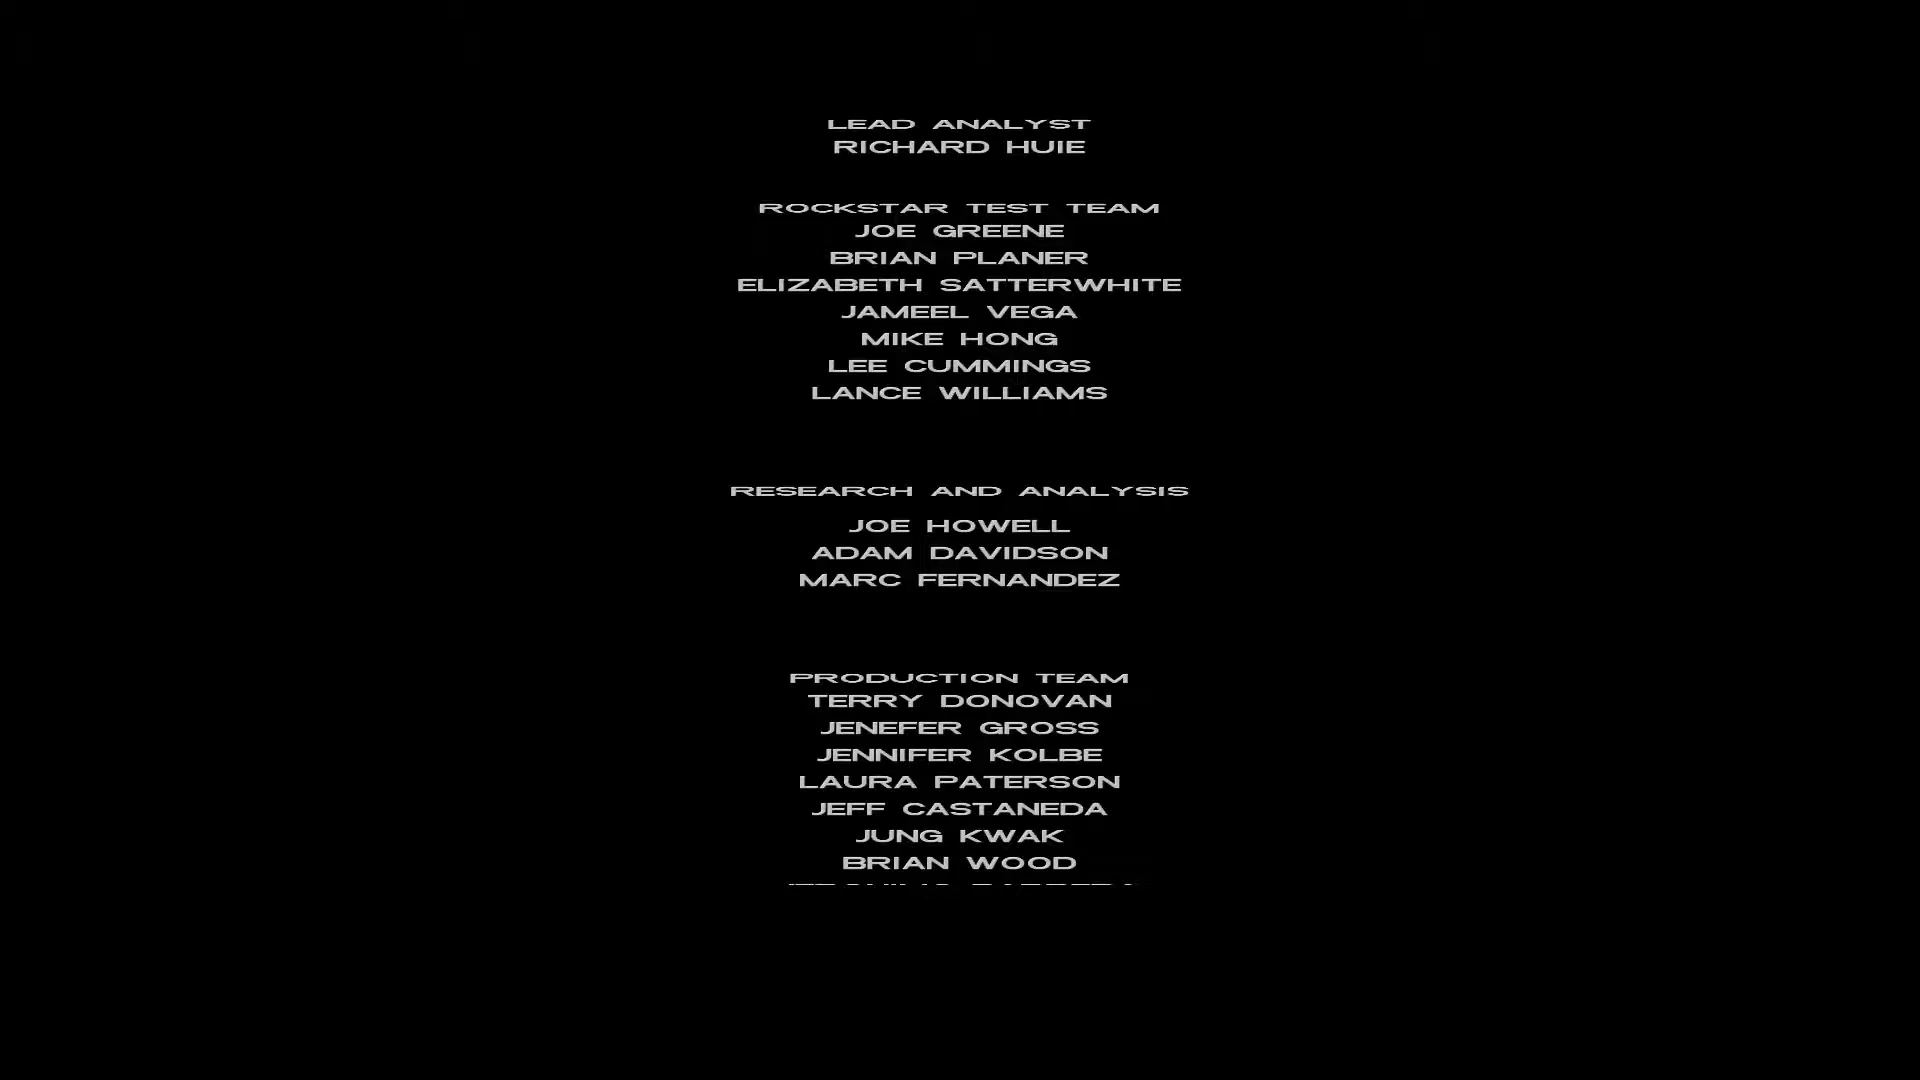 LEAD ANALYST
RICHARD HUIE
ROCKSTAR TEST TEAM
JOE GREENE
BRIAN PLANER
ELIZABETH SATTERWHITE
JAMEEL VEGA
MIKE HONG
LEE CUMMINGS
LANCE WILLIAMS
RESEARCH AND ANALYSIS
JOE HOWELL
ADAM DAVIDSON
MARC FERNANDEZ
PRODUCTION TEAM
TERRY DONOVAN
JENEFER GROSS
JENNIFER KOLBE
LAURA PATERSON
JEFF CASTANEDA
JUNG KWAK
BRIAN WOOD